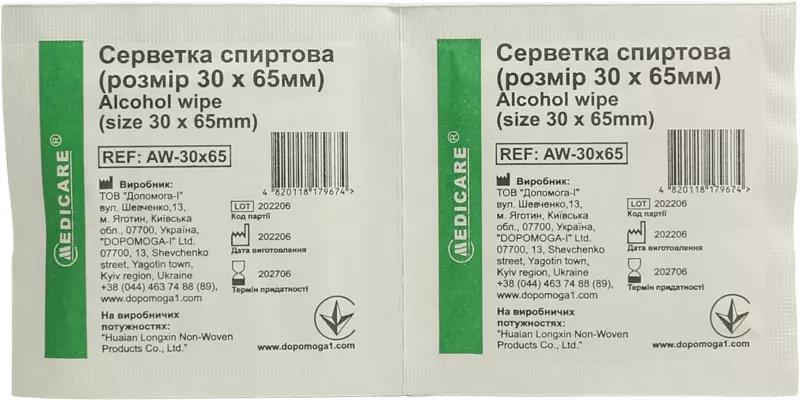 MEDICARE®
Серветка спиртова
(розмір 30 x 65мм)
Alcohol wipe
(size 30 x 65mm)
REF: AW-30x65
4 820118 179674 >
Виробник:
ТОВ "Допомога-І"
вул. Шевченко,13,
м. Яготин, Київська
обл., 07700, Україна,
"DOPOMOGA-I" Ltd.
07700, 13, Shevchenko
street, Yagotin town,
Kyiv region, Ukraine
+38 (044) 463 74 88 (89),
www.dopomoga1.com
На виробничих
потужностях:
"Huaian Longxin Non-Woven
Products Co., Ltd."
LOT 202206
Код партії
202206
Дата виготовлення
202706
Термін придатності
www.dopomoga1.com
MEDICARE®
Серветка спиртова
(розмір 30 x 65мм)
Alcohol wipe
(size 30 x 65mm)
REF: AW-30x65
4 820118 179674 >
Виробник:
ТОВ "Допомога-І"
вул. Шевченко,13,
м. Яготин, Київська
обл., 07700, Україна,
"DOPOMOGA-I" Ltd.
07700, 13, Shevchenko
street, Yagotin town,
Kyiv region, Ukraine
+38 (044) 463 74 88 (89),
www.dopomoga1.com
На виробничих
потужностях:
"Huaian Longxin Non-Woven
Products Co., Ltd."
LOT 202206
Код партії
202206
Дата виготовлення
202706
Термін придатності
www.dopomoga1.com